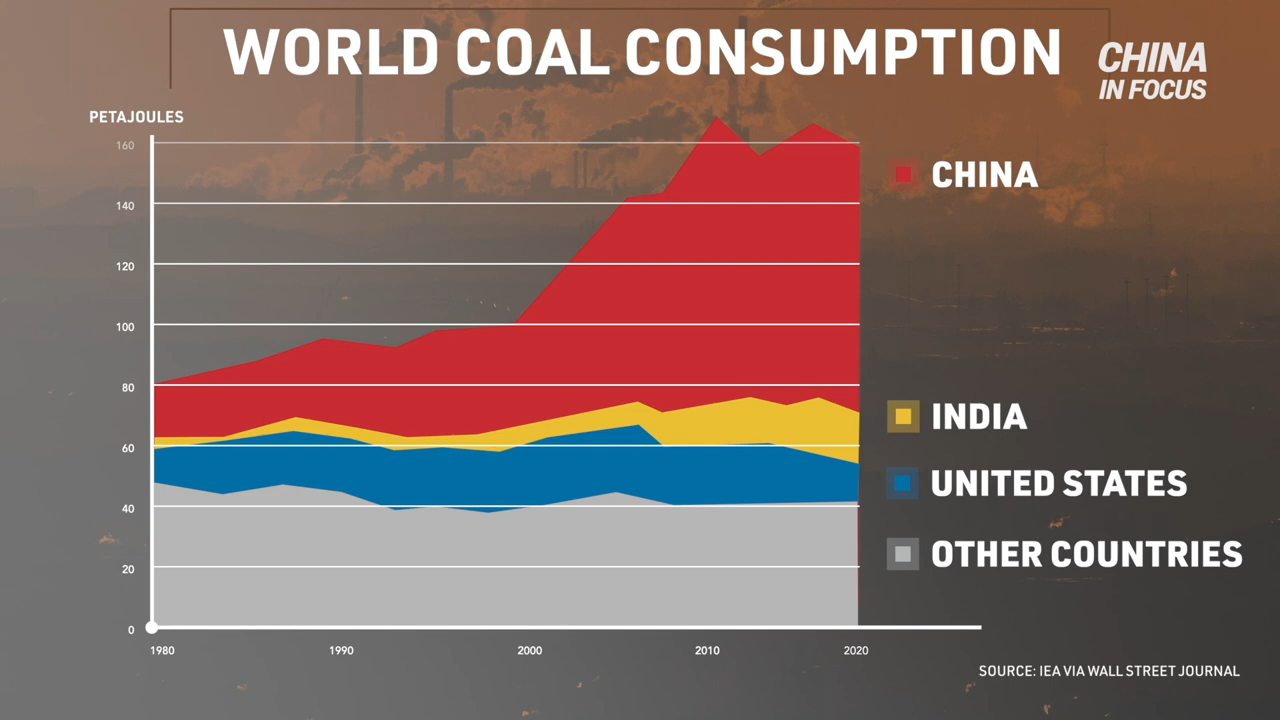 WORLD COAL CONSUMPTION
CHINA
IN FOCUS
PETAJOULES
160
140
120
100
80
60
40
20
0
1980 1990 2000 2010 2020
CHINA
INDIA
UNITED STATES
OTHER COUNTRIES
SOURCE: IEA VIA WALL STREET JOURNAL